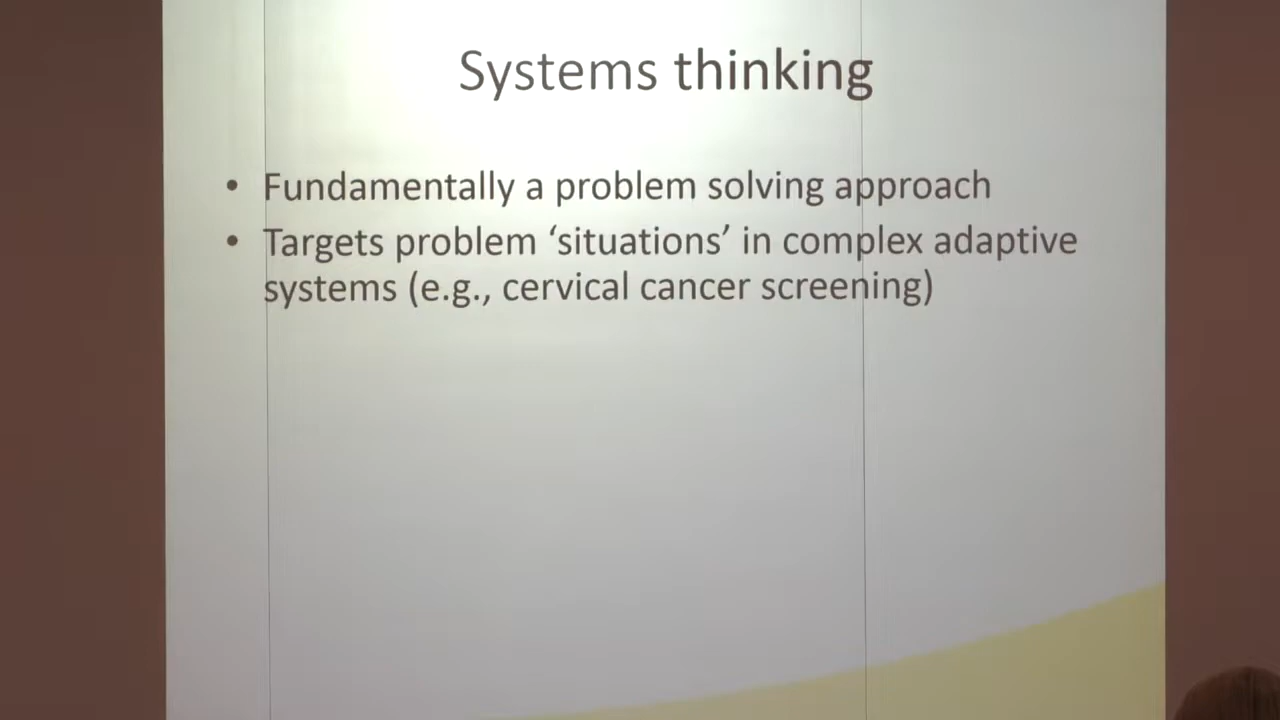 Systems thinking
• Fundamentally a problem solving approach
• Targets problem ‘situations’ in complex adaptive
systems (e.g., cervical cancer screening)